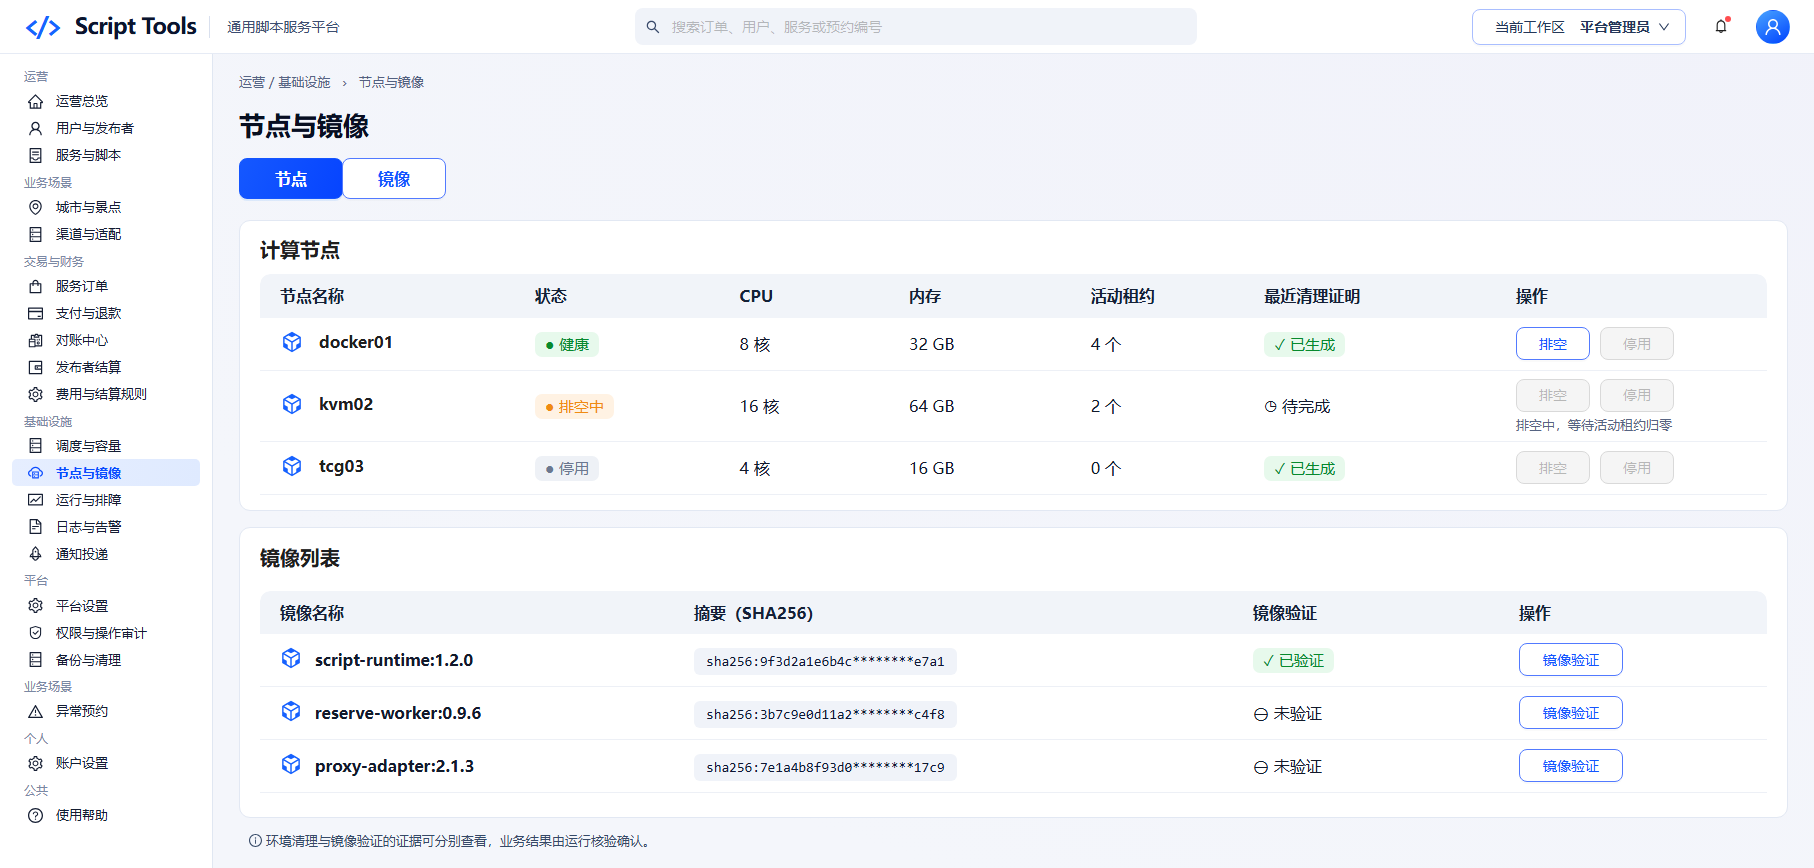 Script Tools 通用脚本服务平台 搜索订单、用户、服务或预约编号 当前工作区 平台管理员
运营
运营总览
用户与发布者
服务与脚本
业务场景
城市与景点
渠道与适配
交易与财务
服务订单
支付与退款
对账中心
发布者结算
费用与结算规则
基础设施
调度与容量
节点与镜像
运行与排障
日志与告警
通知投递
平台
平台设置
权限与操作审计
备份与清理
业务场景
异常预约
个人
账户设置
公共
使用帮助
运营 / 基础设施 › 节点与镜像
节点与镜像
节点 镜像
计算节点
节点名称 状态 CPU 内存 活动租约 最近清理证明 操作
docker01 ● 健康 8 核 32 GB 4 个 ✓ 已生成 排空 停用
kvm02 ● 排空中 16 核 64 GB 2 个 待完成 排空 停用
排空中，等待活动租约归零
tcg03 ● 停用 4 核 16 GB 0 个 ✓ 已生成 排空 停用
镜像列表
镜像名称 摘要（SHA256） 镜像验证 操作
script-runtime:1.2.0 sha256:9f3d2a1e6b4c********e7a1 ✓ 已验证 镜像验证
reserve-worker:0.9.6 sha256:3b7c9e0d11a2********c4f8 未验证 镜像验证
proxy-adapter:2.1.3 sha256:7e1a4b8f93d0********17c9 未验证 镜像验证
环境清理与镜像验证的证据可分别查看，业务结果由运行核验确认。